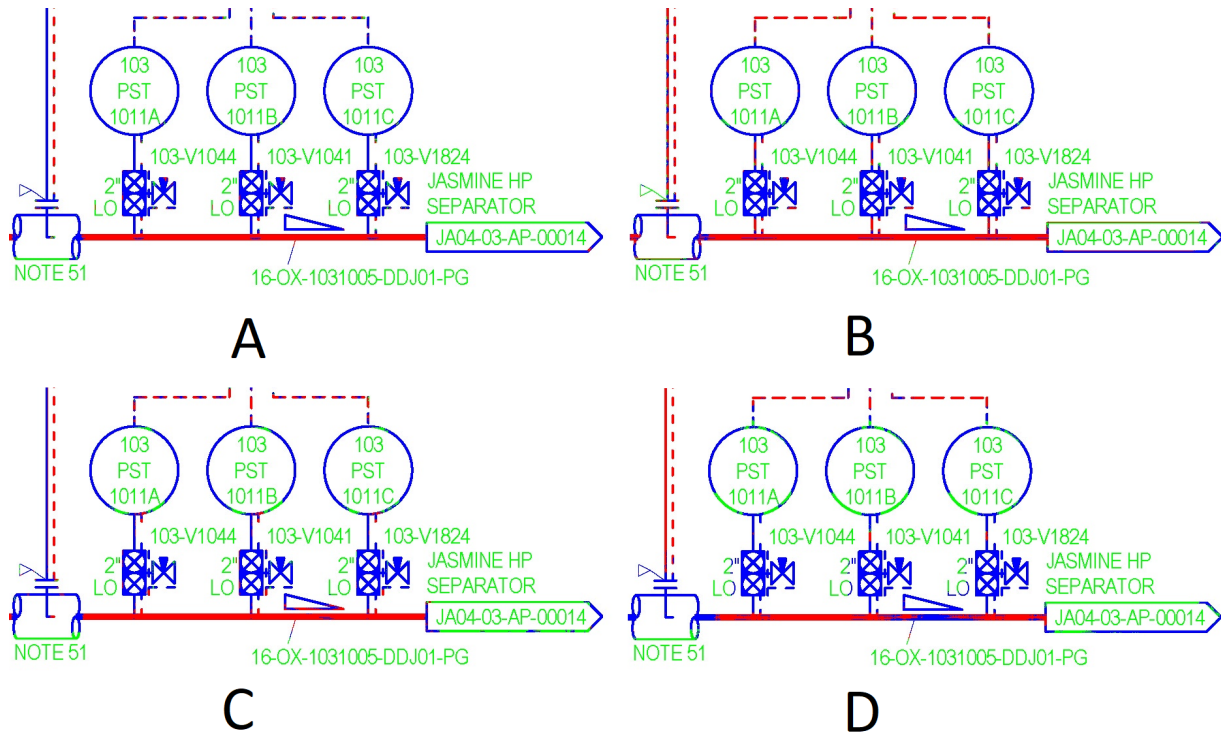 103
PST
1011A
103
PST
1011B
103
PST
1011C
103-V1044
103-V1041
103-V1824
2"
LO
2"
LO
2"
LO
JASMINE HP
SEPARATOR
JA04-03-AP-00014
NOTE 51
16-OX-1031005-DDJ01-PG
A
103
PST
1011A
103
PST
1011B
103
PST
1011C
103-V1044
103-V1041
103-V1824
2"
LO
2"
LO
2"
LO
JASMINE HP
SEPARATOR
JA04-03-AP-00014
NOTE 51
16-OX-1031005-DDJ01-PG
B
103
PST
1011A
103
PST
1011B
103
PST
1011C
103-V1044
103-V1041
103-V1824
2"
LO
2"
LO
2"
LO
JASMINE HP
SEPARATOR
JA04-03-AP-00014
NOTE 51
16-OX-1031005-DDJ01-PG
C
103
PST
1011A
103
PST
1011B
103
PST
1011C
103-V1044
103-V1041
103-V1824
2"
LO
2"
LO
2"
LO
JASMINE HP
SEPARATOR
JA04-03-AP-00014
NOTE 51
16-OX-1031005-DDJ01-PG
D